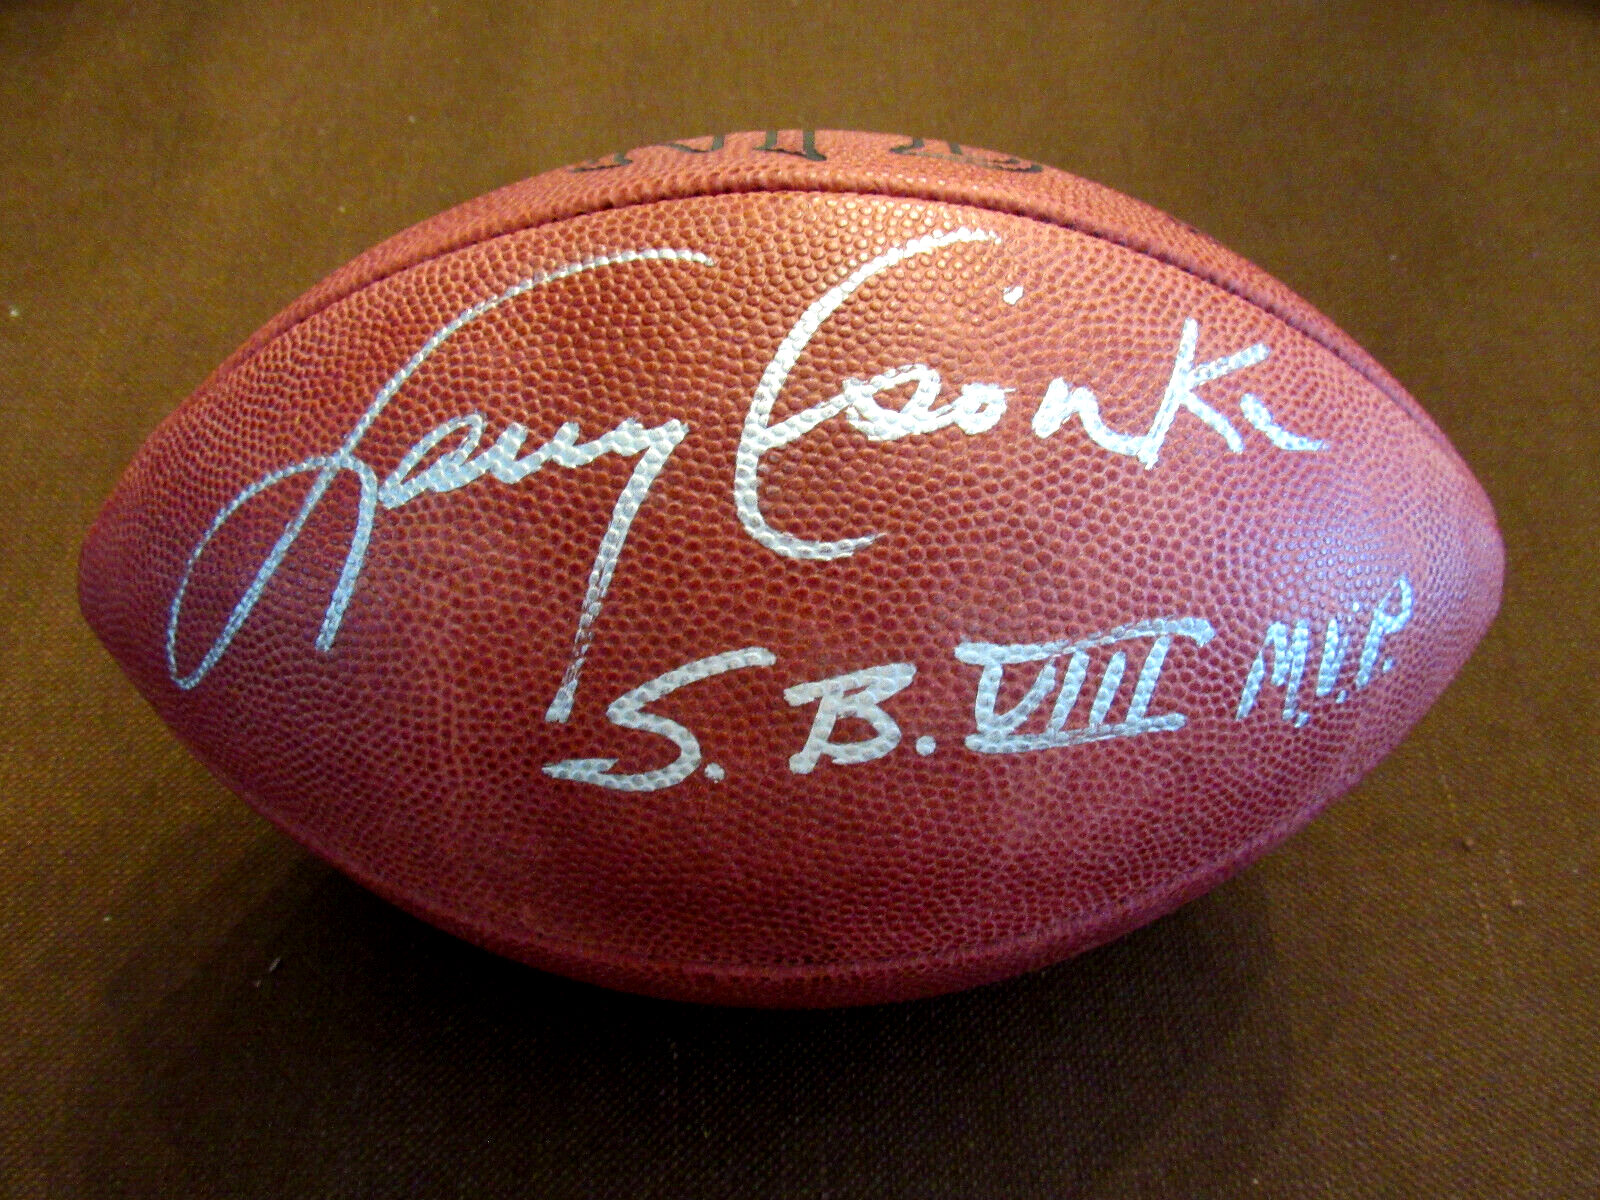 Larry Csonka
S. B. VIII M.V.P.